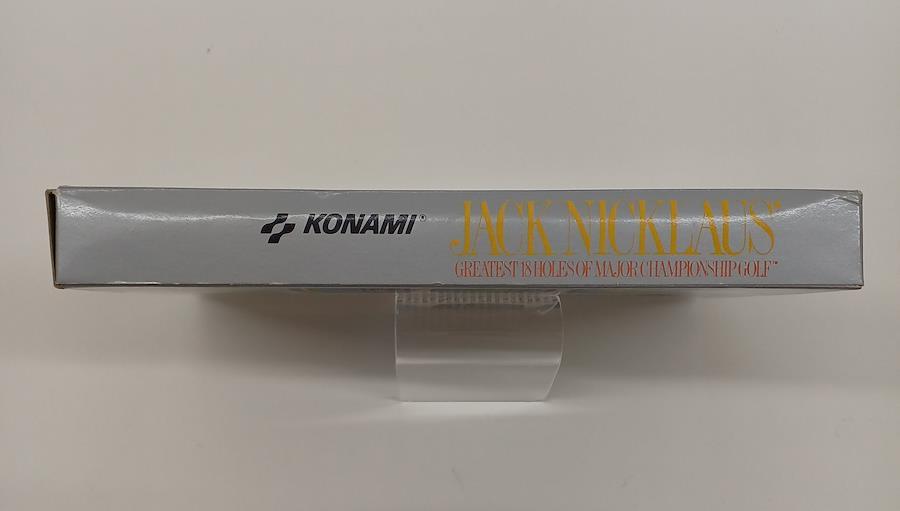 KONAMI®
JACK NICKLAUS'
GREATEST 18 HOLES OF MAJOR CHAMPIONSHIP GOLF™